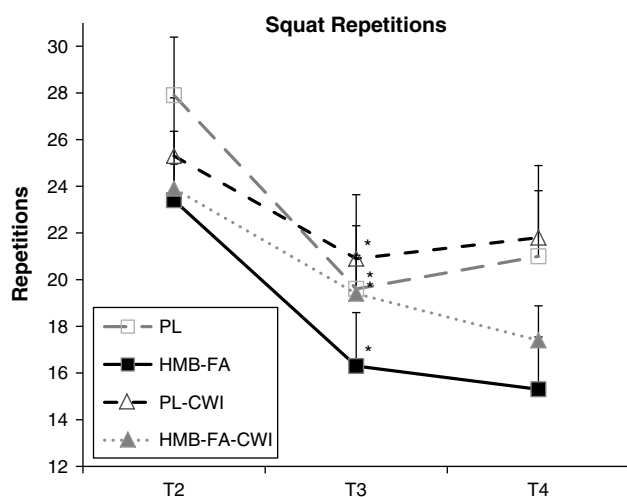 Squat Repetitions
Repetitions
30
28
26
24
22
20
18
16
14
12
*
*
*
*
PL
HMB-FA
PL-CWI
HMB-FA-CWI
T2
T3
T4